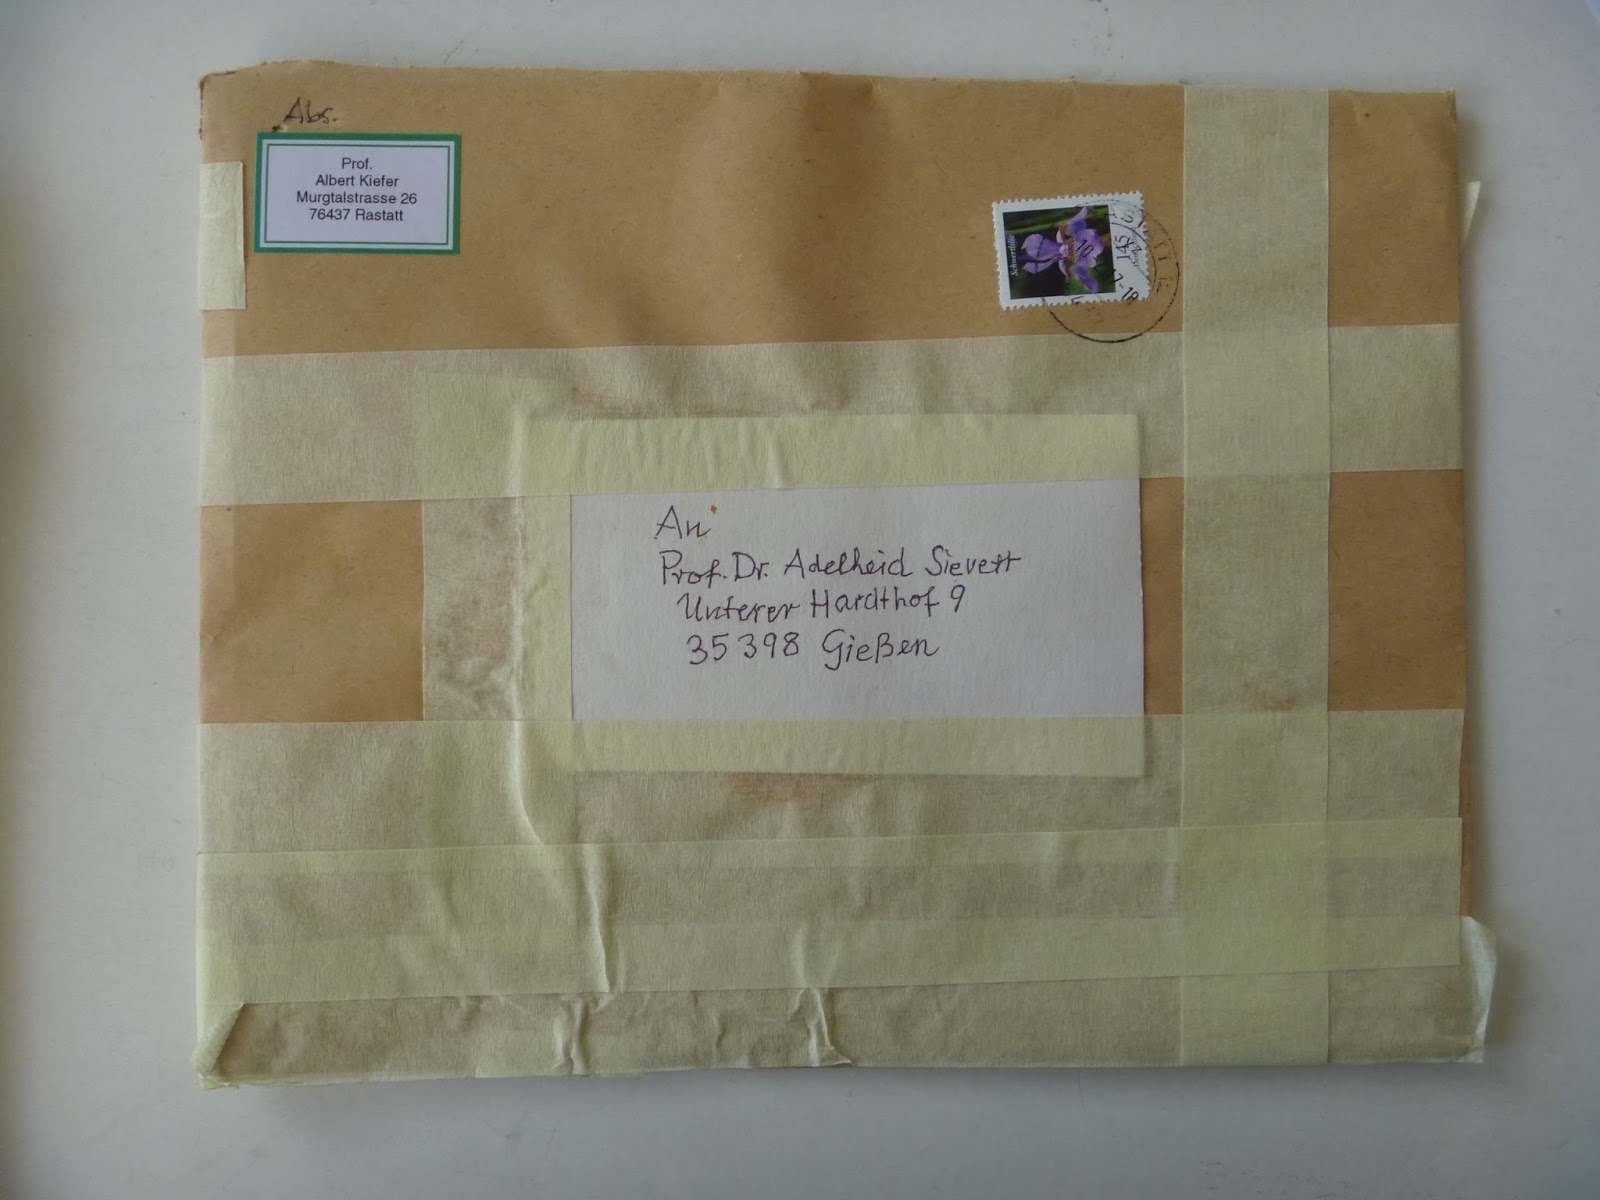 Abs.
Prof.
Albert Kiefer
Murgtalstrasse 26
76437 Rastatt
Schwertlilie
145
An
Prof. Dr. Adelheid Sievert
Unterer Hardthof 9
35398 Gießen